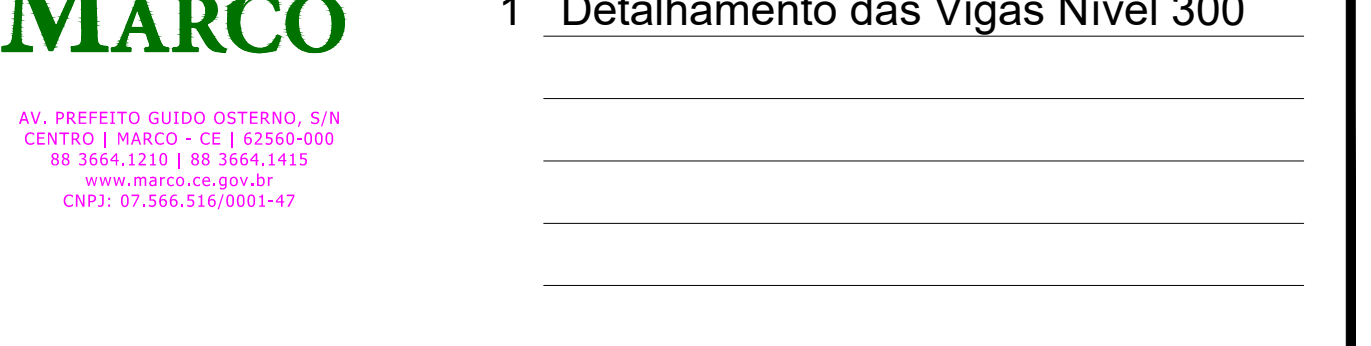 MARCO
1 Detalhamento das Vigas Nível 300
AV. PREFEITO GUIDO OSTERNO, S/N
CENTRO | MARCO - CE | 62560-000
88 3664.1210 | 88 3664.1415
www.marco.ce.gov.br
CNPJ: 07.566.516/0001-47